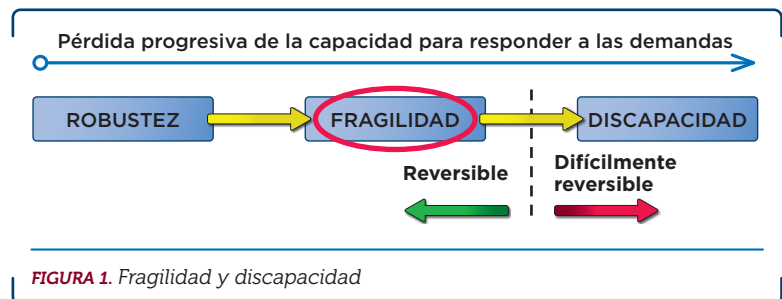 Pérdida progresiva de la capacidad para responder a las demandas
ROBUSTEZ
FRAGILIDAD
DISCAPACIDAD
Reversible
Difícilmente
reversible
FIGURA 1. Fragilidad y discapacidad